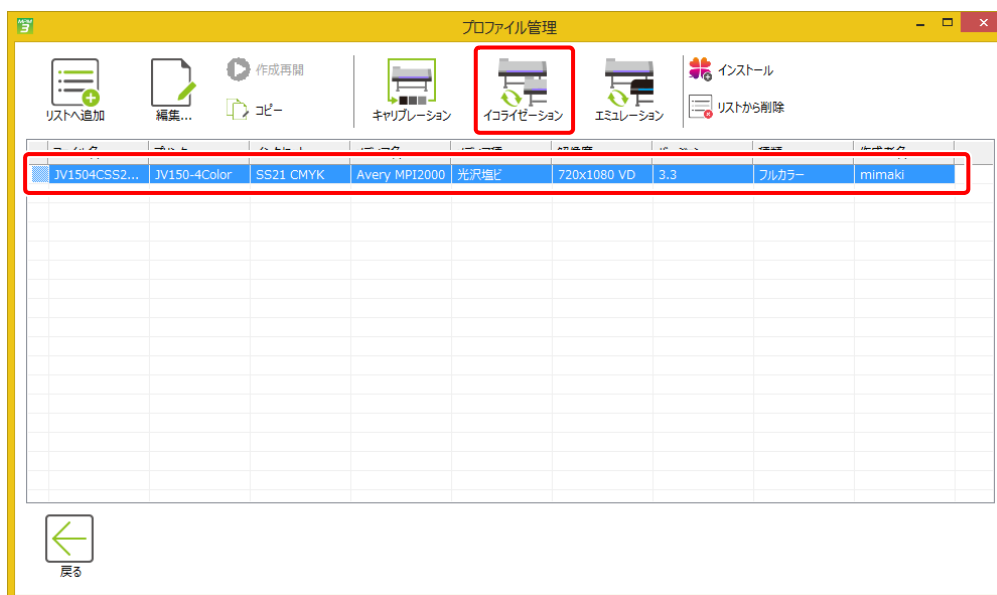 MPM
3
プロファイル管理
リストへ追加
編集...
作成再開
コピー
キャリブレーション
イコライゼーション
エミュレーション
インストール
リストから削除
JV1504CSS2... JV150-4Color SS21 CMYK Avery MPI2000 光沢塩ビ 720x1080 VD 3.3 フルカラー mimaki
戻る